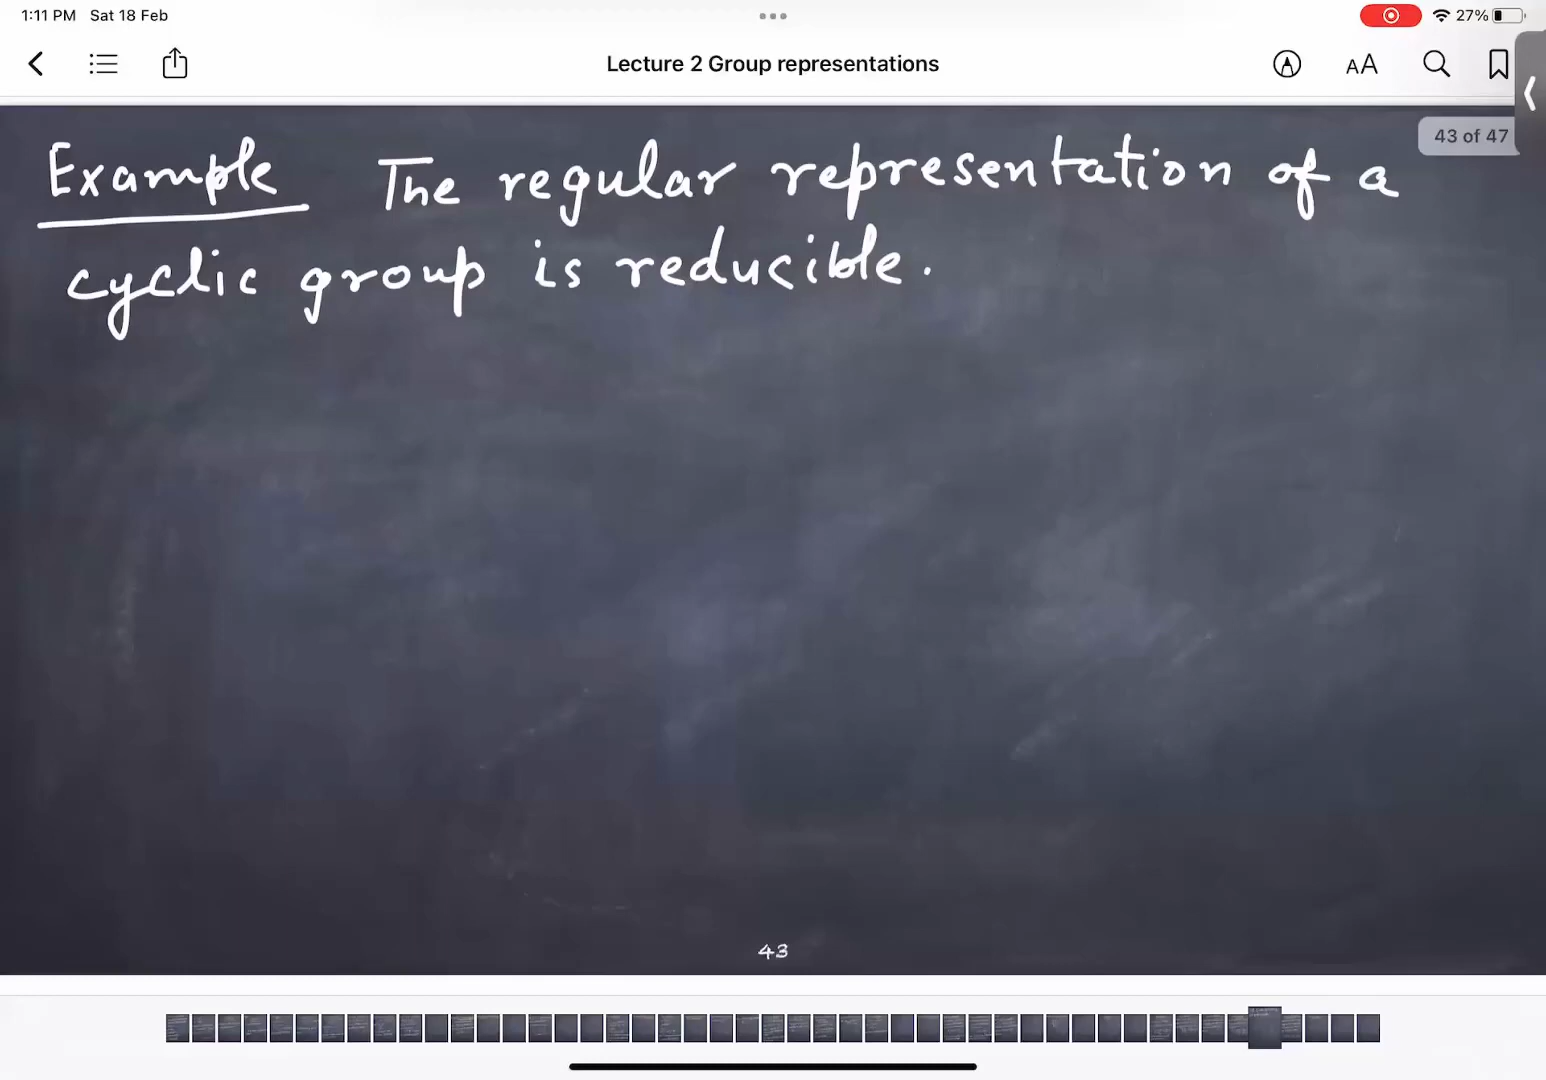 1:11 PM Sat 18 Feb
27%
Lecture 2 Group representations
AA
43 of 47
Example The regular representation of a
cyclic group is reducible.
43